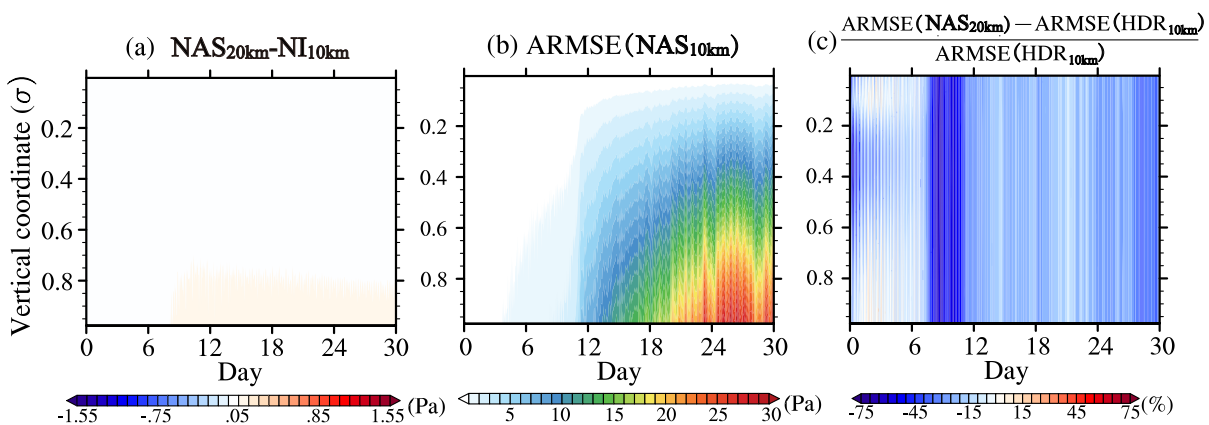 (a) NAS20km-NI10km
(b) ARMSE(NAS10km)
(c) ARMSE(NAS20km)-ARMSE(HDR10km)
ARMSE(HDR10km)
Vertical coordinate (σ)
0.2
0.4
0.6
0.8
0 6 12 18 24 30
Day
-1.55 -.75 .05 .85 1.55 (Pa)
0.2
0.4
0.6
0.8
0 6 12 18 24 30
Day
5 10 15 20 25 30 (Pa)
0.2
0.4
0.6
0.8
0 6 12 18 24 30
Day
-75 -45 -15 15 45 75 (%)